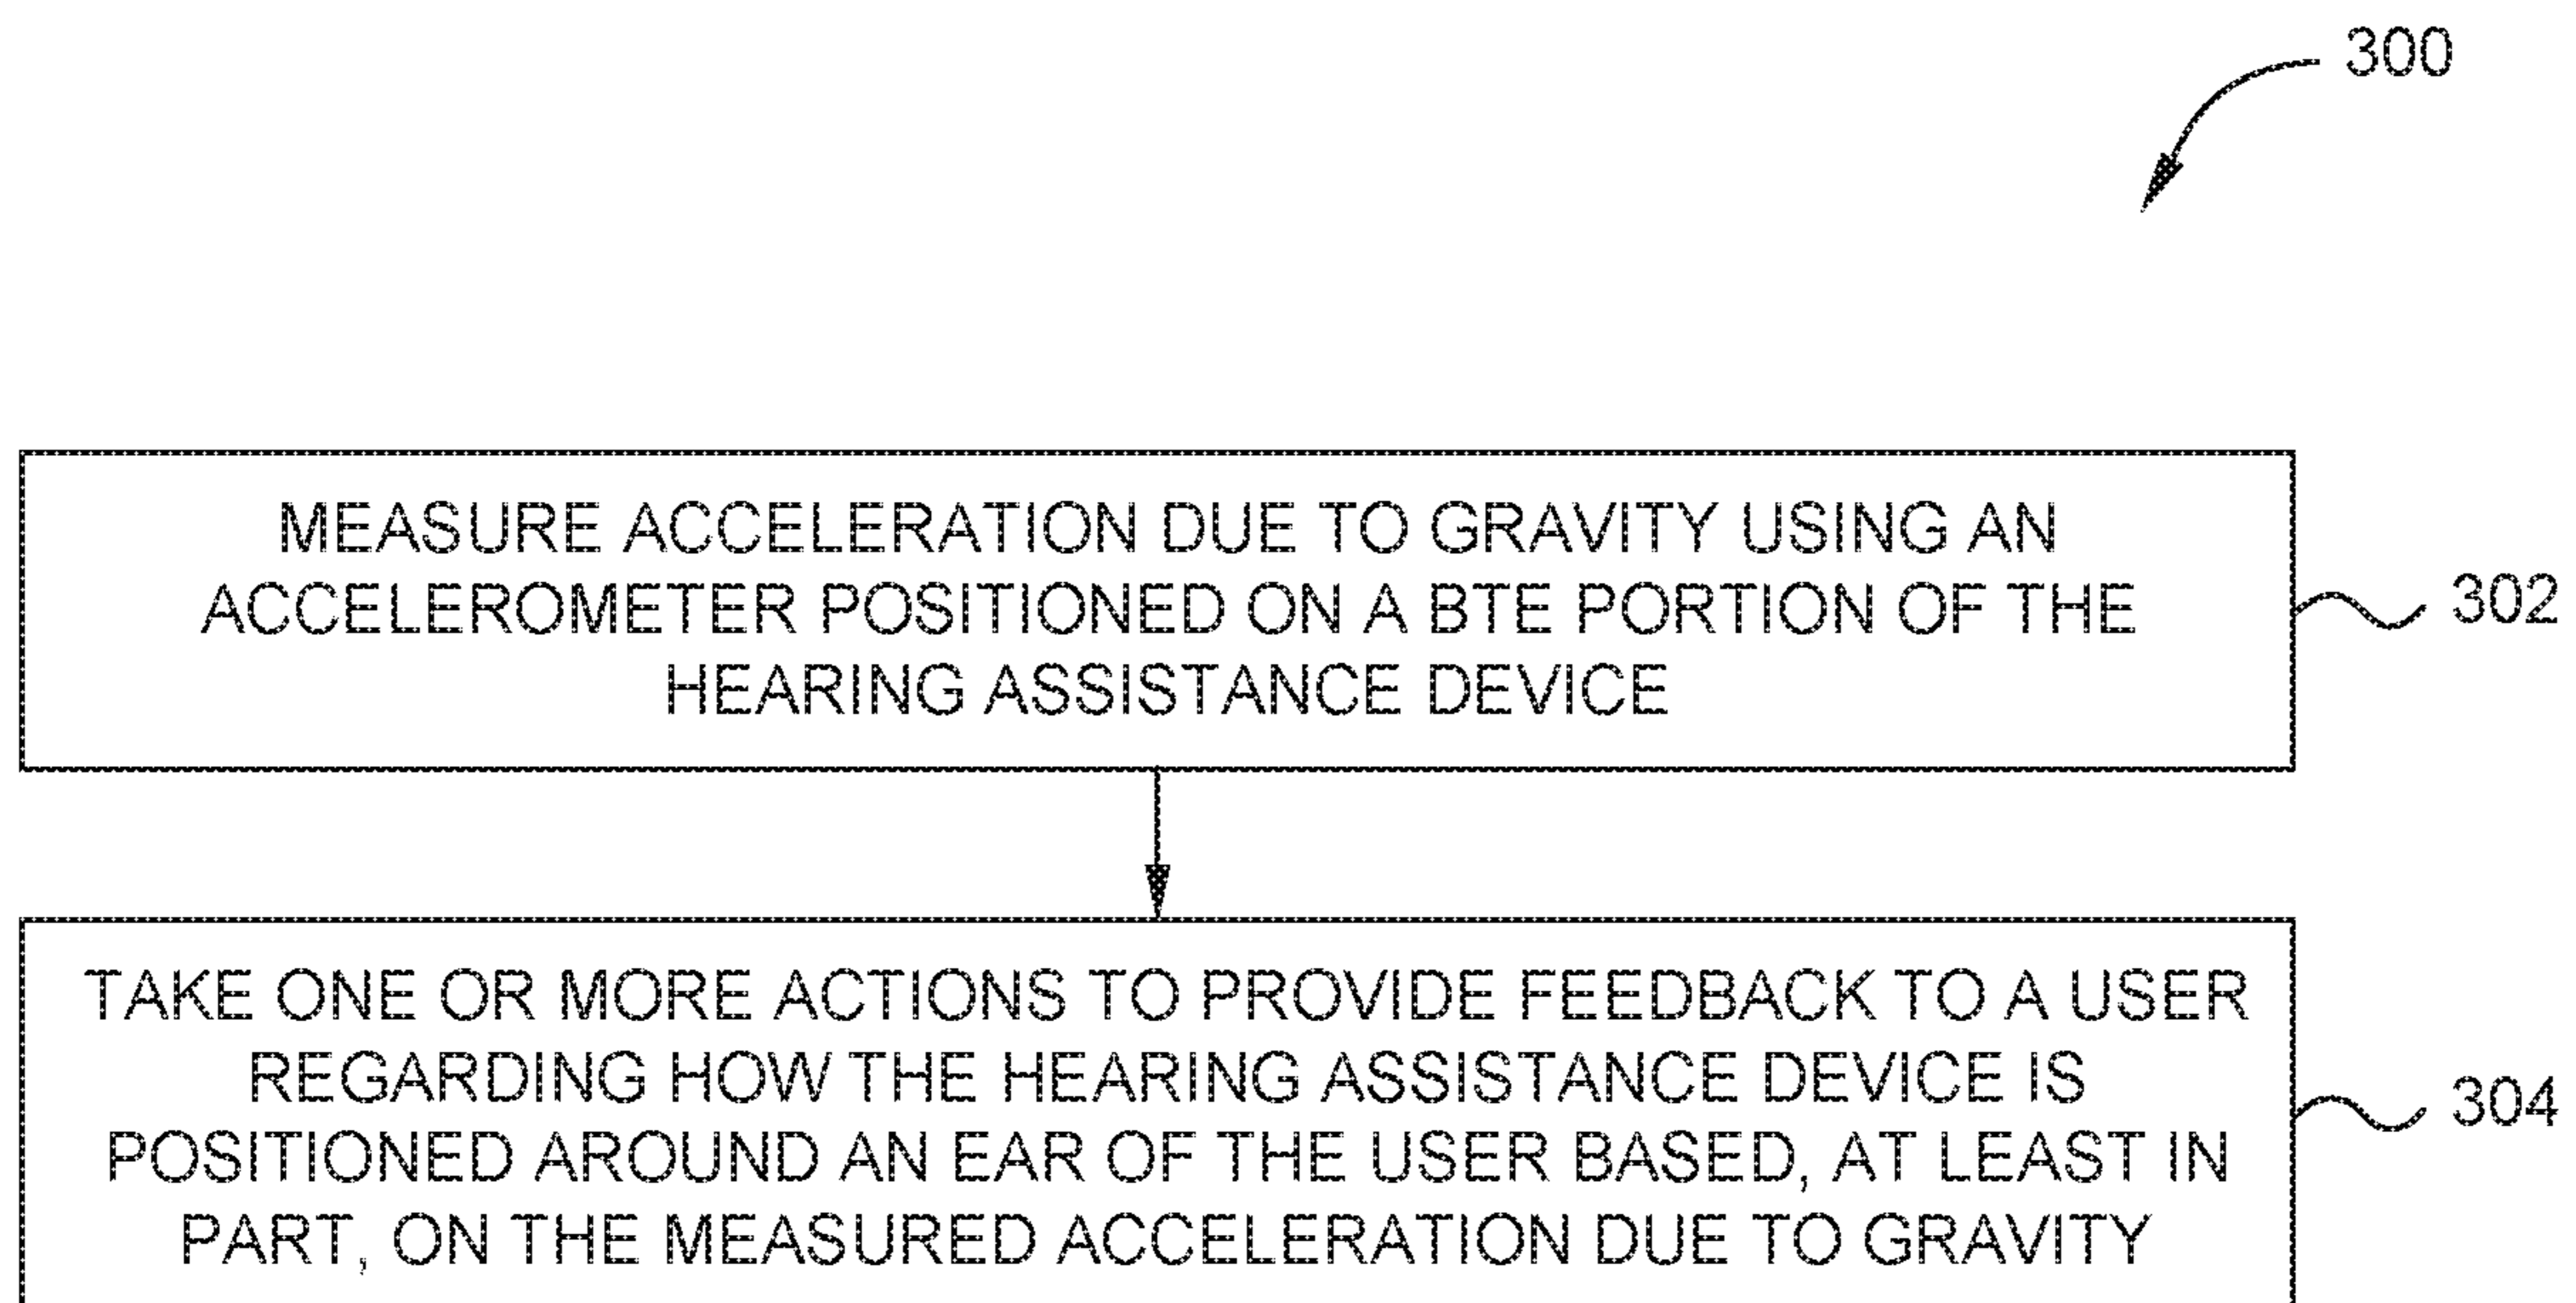 300
MEASURE ACCELERATION DUE TO GRAVITY USING AN
ACCELEROMETER POSITIONED ON A BTE PORTION OF THE
HEARING ASSISTANCE DEVICE
302
TAKE ONE OR MORE ACTIONS TO PROVIDE FEEDBACK TO A USER
REGARDING HOW THE HEARING ASSISTANCE DEVICE IS
POSITIONED AROUND AN EAR OF THE USER BASED, AT LEAST IN
PART, ON THE MEASURED ACCELERATION DUE TO GRAVITY
304